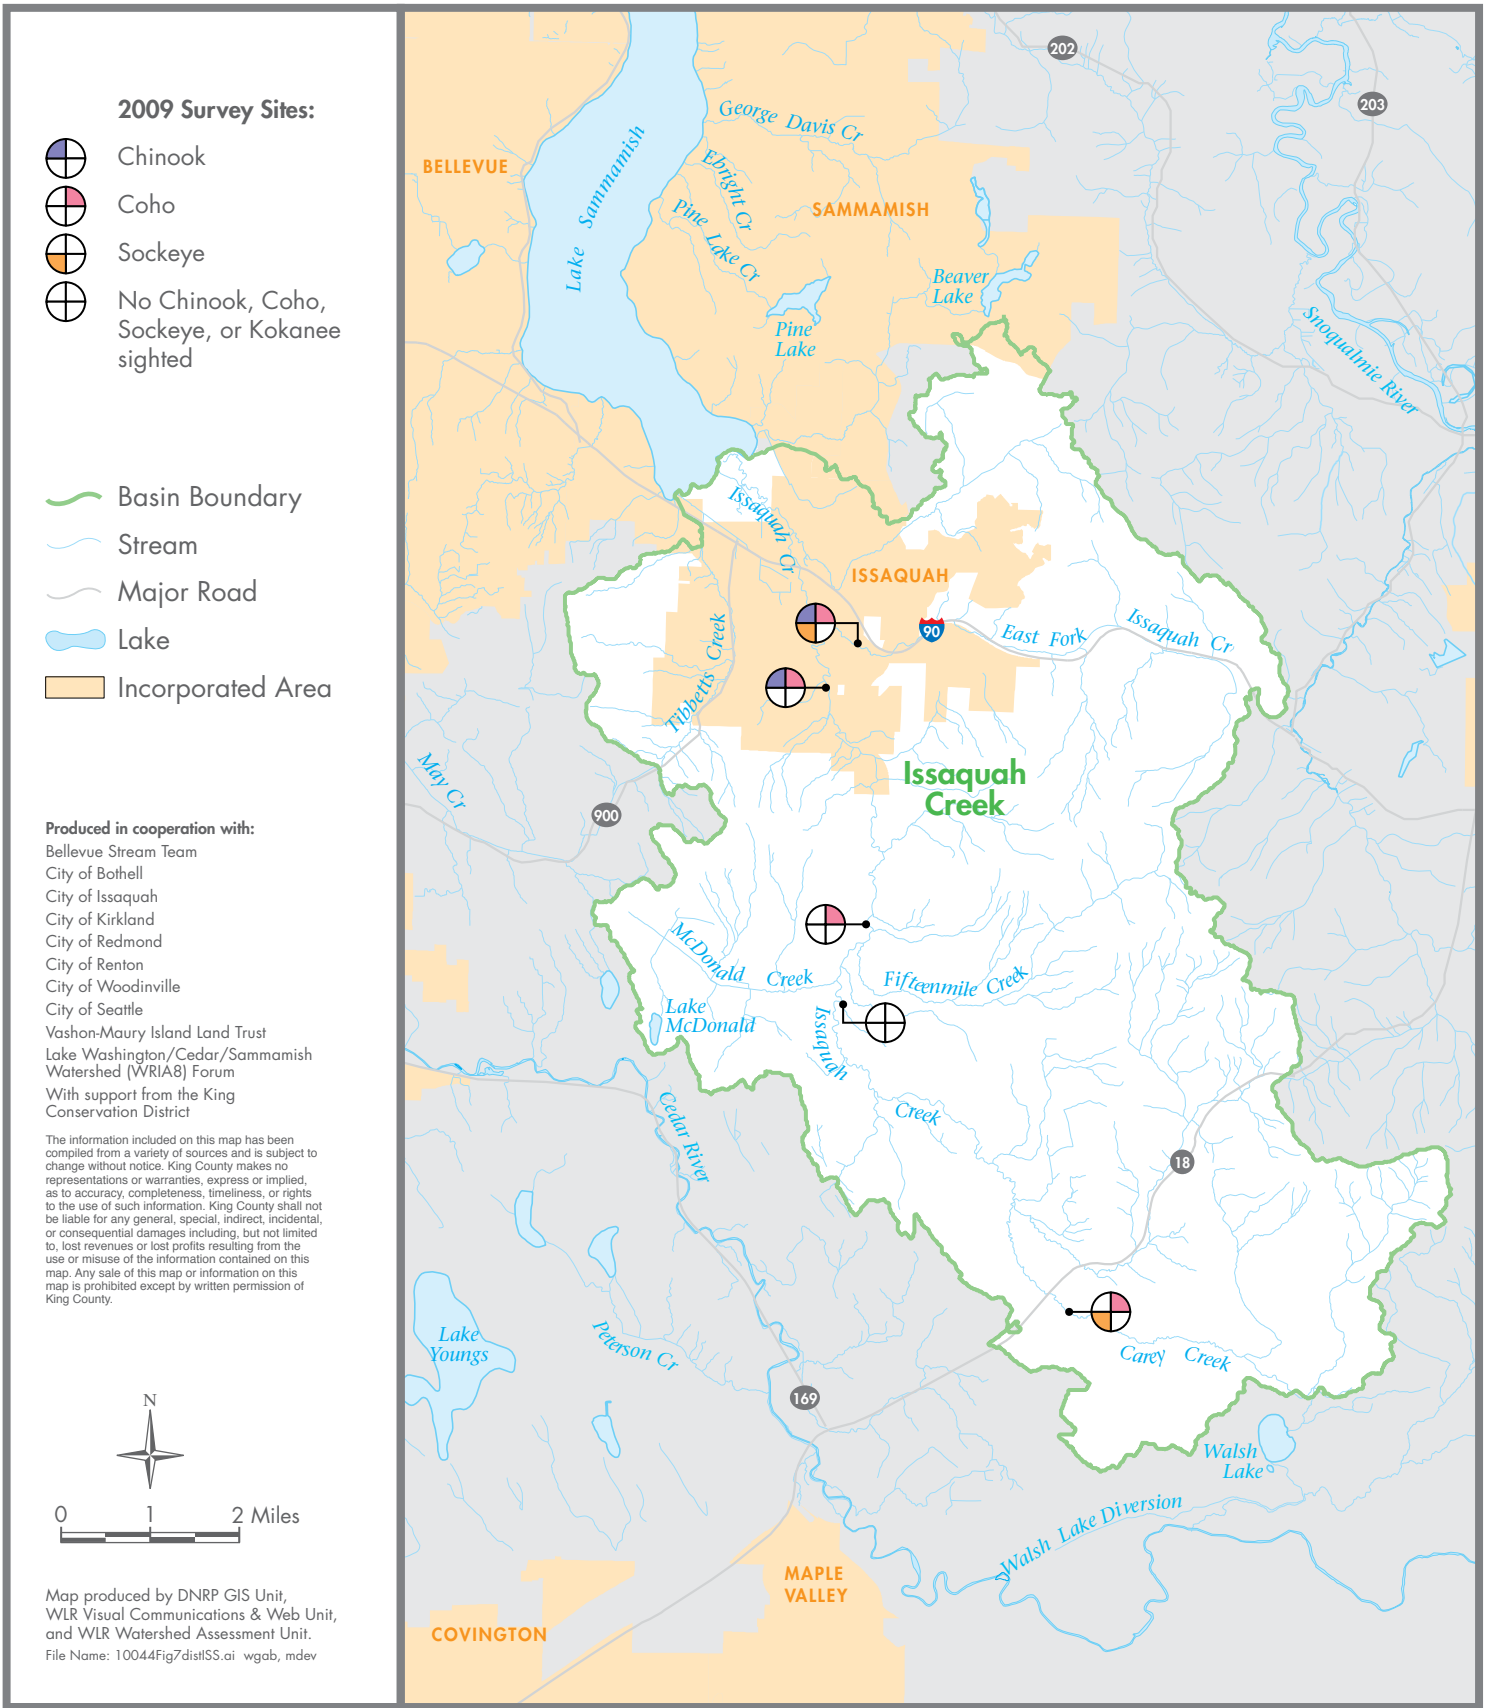 2009 Survey Sites:
Chinook
Coho
Sockeye
No Chinook, Coho,
Sockeye, or Kokanee
sighted
Basin Boundary
Stream
Major Road
Lake
Incorporated Area
Produced in cooperation with:
Bellevue Stream Team
City of Bothell
City of Issaquah
City of Kirkland
City of Redmond
City of Renton
City of Woodinville
City of Seattle
Vashon-Maury Island Land Trust
Lake Washington/Cedar/Sammamish
Watershed (WRIA8) Forum
With support from the King
Conservation District
The information included on this map has been
compiled from a variety of sources and is subject to
change without notice. King County makes no
representations or warranties, express or implied,
as to accuracy, completeness, timeliness, or rights
to the use of such information. King County shall not
be liable for any general, special, indirect, incidental,
or consequential damages including, but not limited
to, lost revenues or lost profits resulting from the
use or misuse of the information contained on this
map. Any sale of this map or information on this
map is prohibited except by written permission of
King County.
N
0 1 2 Miles
Map produced by DNRP GIS Unit,
WLR Visual Communications & Web Unit,
and WLR Watershed Assessment Unit.
File Name: 10044Fig7distISS.ai wgab, mdev
202
203
George Davis Cr
BELLEVUE
Lake Sammamish
Ebright Cr
SAMMAMISH
Pine Lake Cr
Beaver
Lake
Pine
Lake
Snoqualmie River
Issaquah Cr
ISSAQUAH
90
East Fork Issaquah Cr
Tibbetts Creek
May Cr
900
Issaquah
Creek
McDonald Creek
Fifteenmile Creek
Lake
McDonald
Issaquah Creek
Cedar River
18
Lake
Youngs
Peterson Cr
Carey Creek
169
Walsh
Lake
Walsh Lake Diversion
MAPLE
VALLEY
COVINGTON